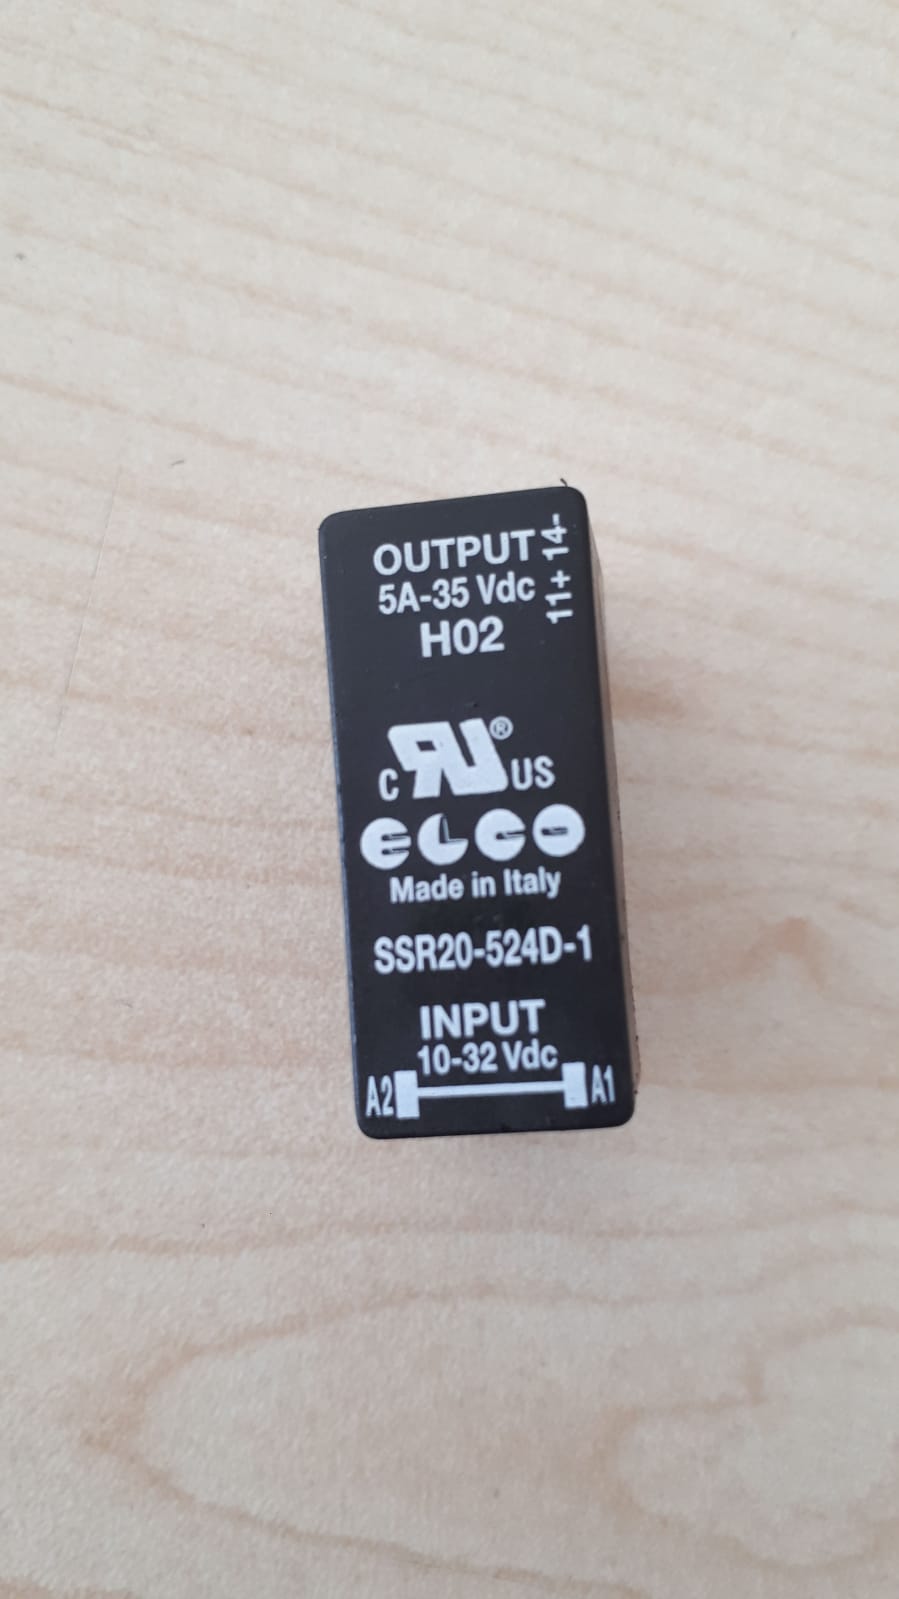 OUTPUT
5A-35 Vdc
11+ 14-
H02
C RU® US
ELCO
Made in Italy
SSR20-524D-1
INPUT
10-32 Vdc
A2 A1